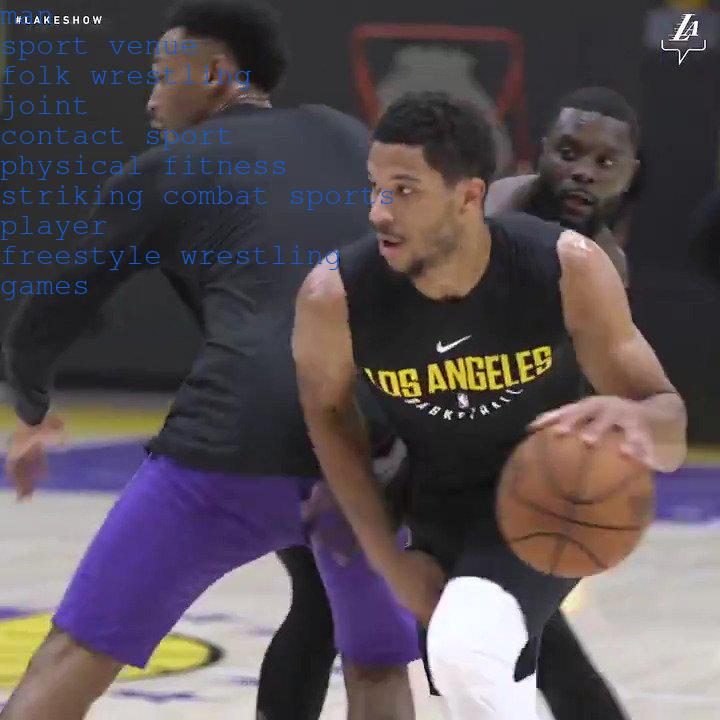 #LAKESHOW
man
sport venue
folk wrestling
joint
contact sport
physical fitness
striking combat sports
player
freestyle wrestling
games
LA
LOS ANGELES
BASKETBALL